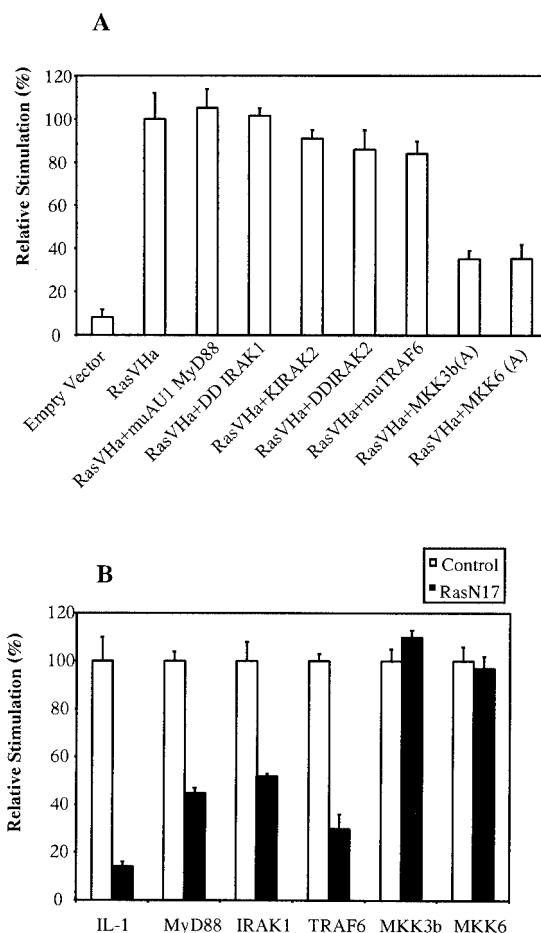 A
Relative Stimulation (%)
120
100
80
60
40
20
0
Empty Vector
RasVHa
RasVHa+muAU1 MyD88
RasVHa+DD IRAK1
RasVHa+KIRAK2
RasVHa+DDIRAK2
RasVHa+muTRAF6
RasVHa+MKK3b(A)
RasVHa+MKK6 (A)
B
Control
RasN17
Relative Stimulation (%)
120
100
80
60
40
20
0
IL-1 MyD88 IRAK1 TRAF6 MKK3b MKK6